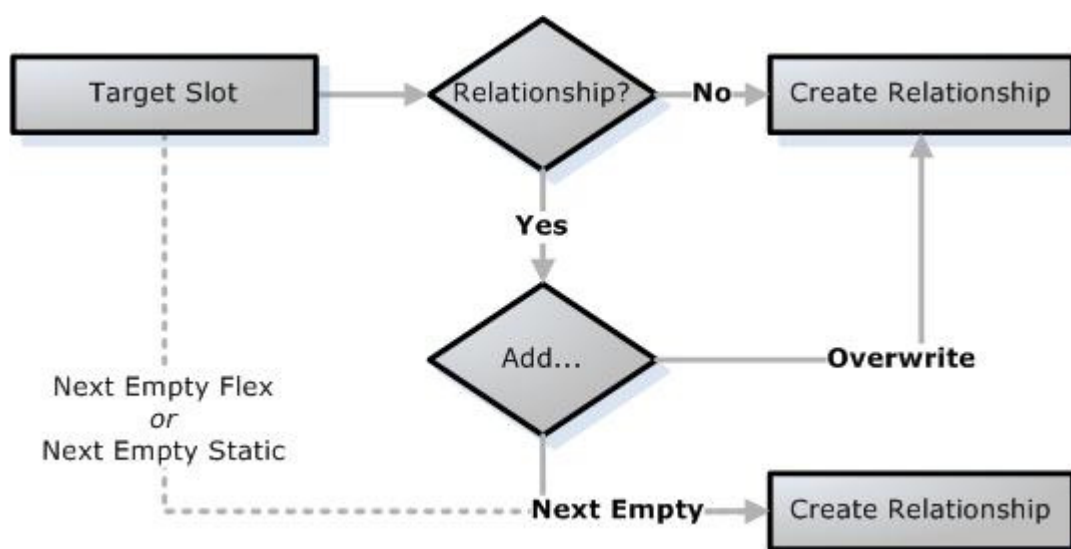 Target Slot
Relationship?
No
Create Relationship
Yes
Add...
Overwrite
Next Empty Flex
or
Next Empty Static
Next Empty
Create Relationship